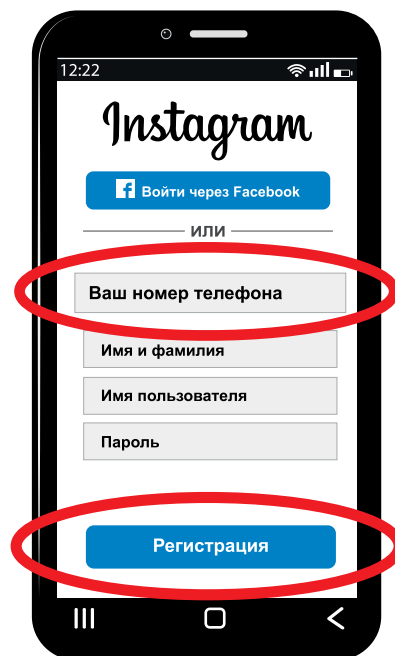 12:22
Instagram
f Войти через Facebook
ИЛИ
Ваш номер телефона
Имя и фамилия
Имя пользователя
Пароль
Регистрация